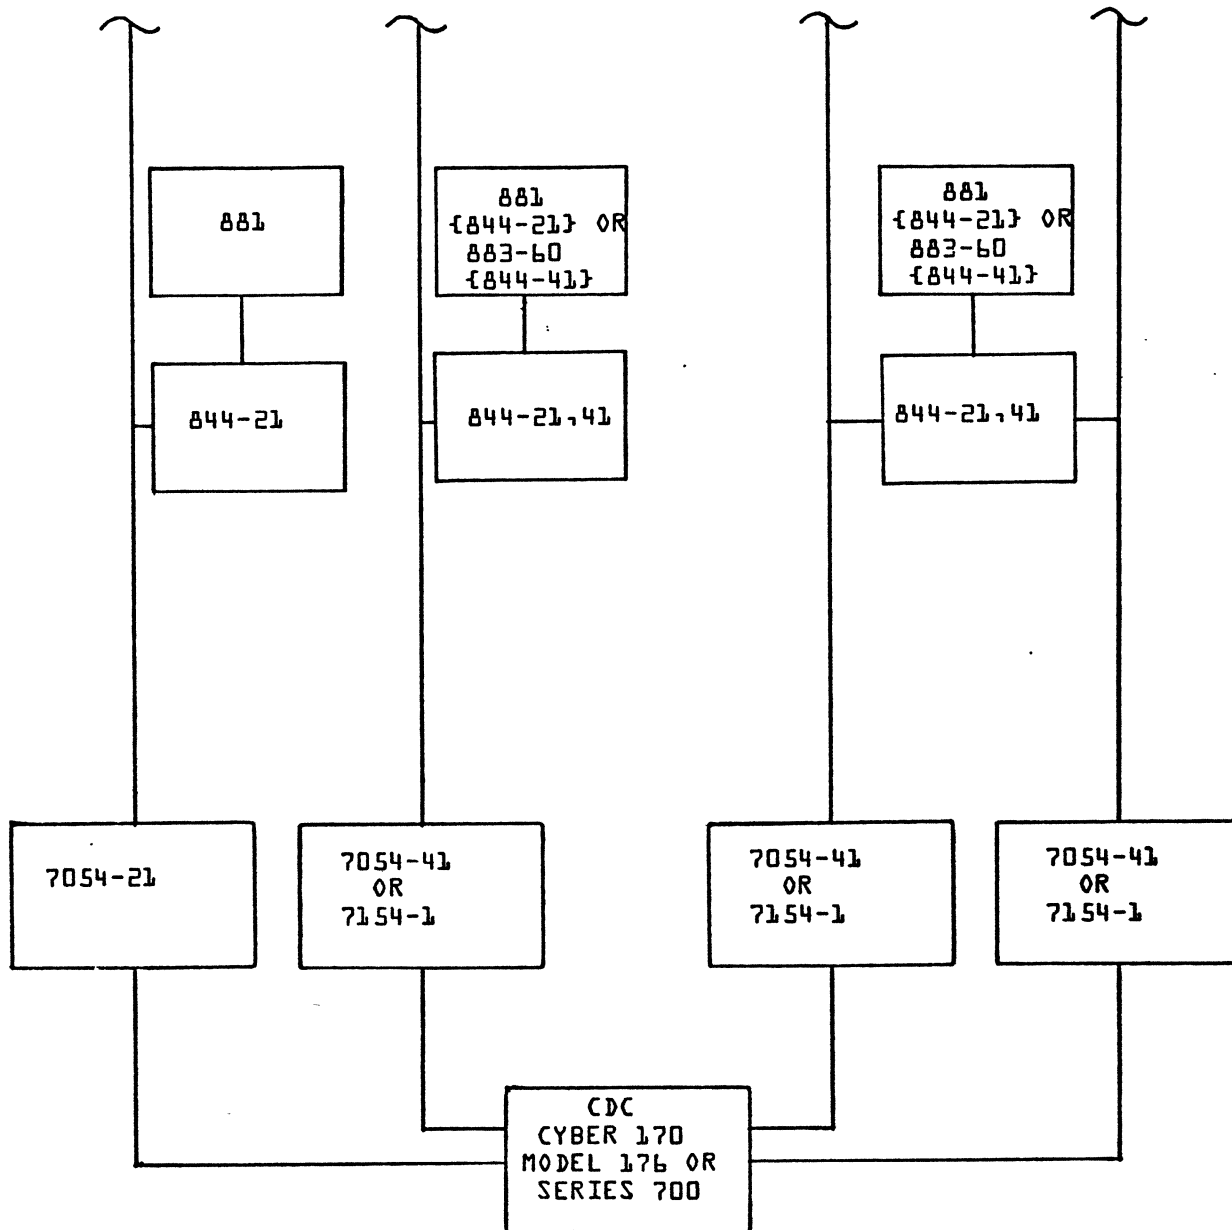 881
881
{844-21} OR
883-60
{844-41}
881
{844-21} OR
883-60
{844-41}
844-21
844-21,41
844-21,41
7054-21
7054-41
OR
7154-1
7054-41
OR
7154-1
7054-41
OR
7154-1
CDC
CYBER 170
MODEL 176 OR
SERIES 700